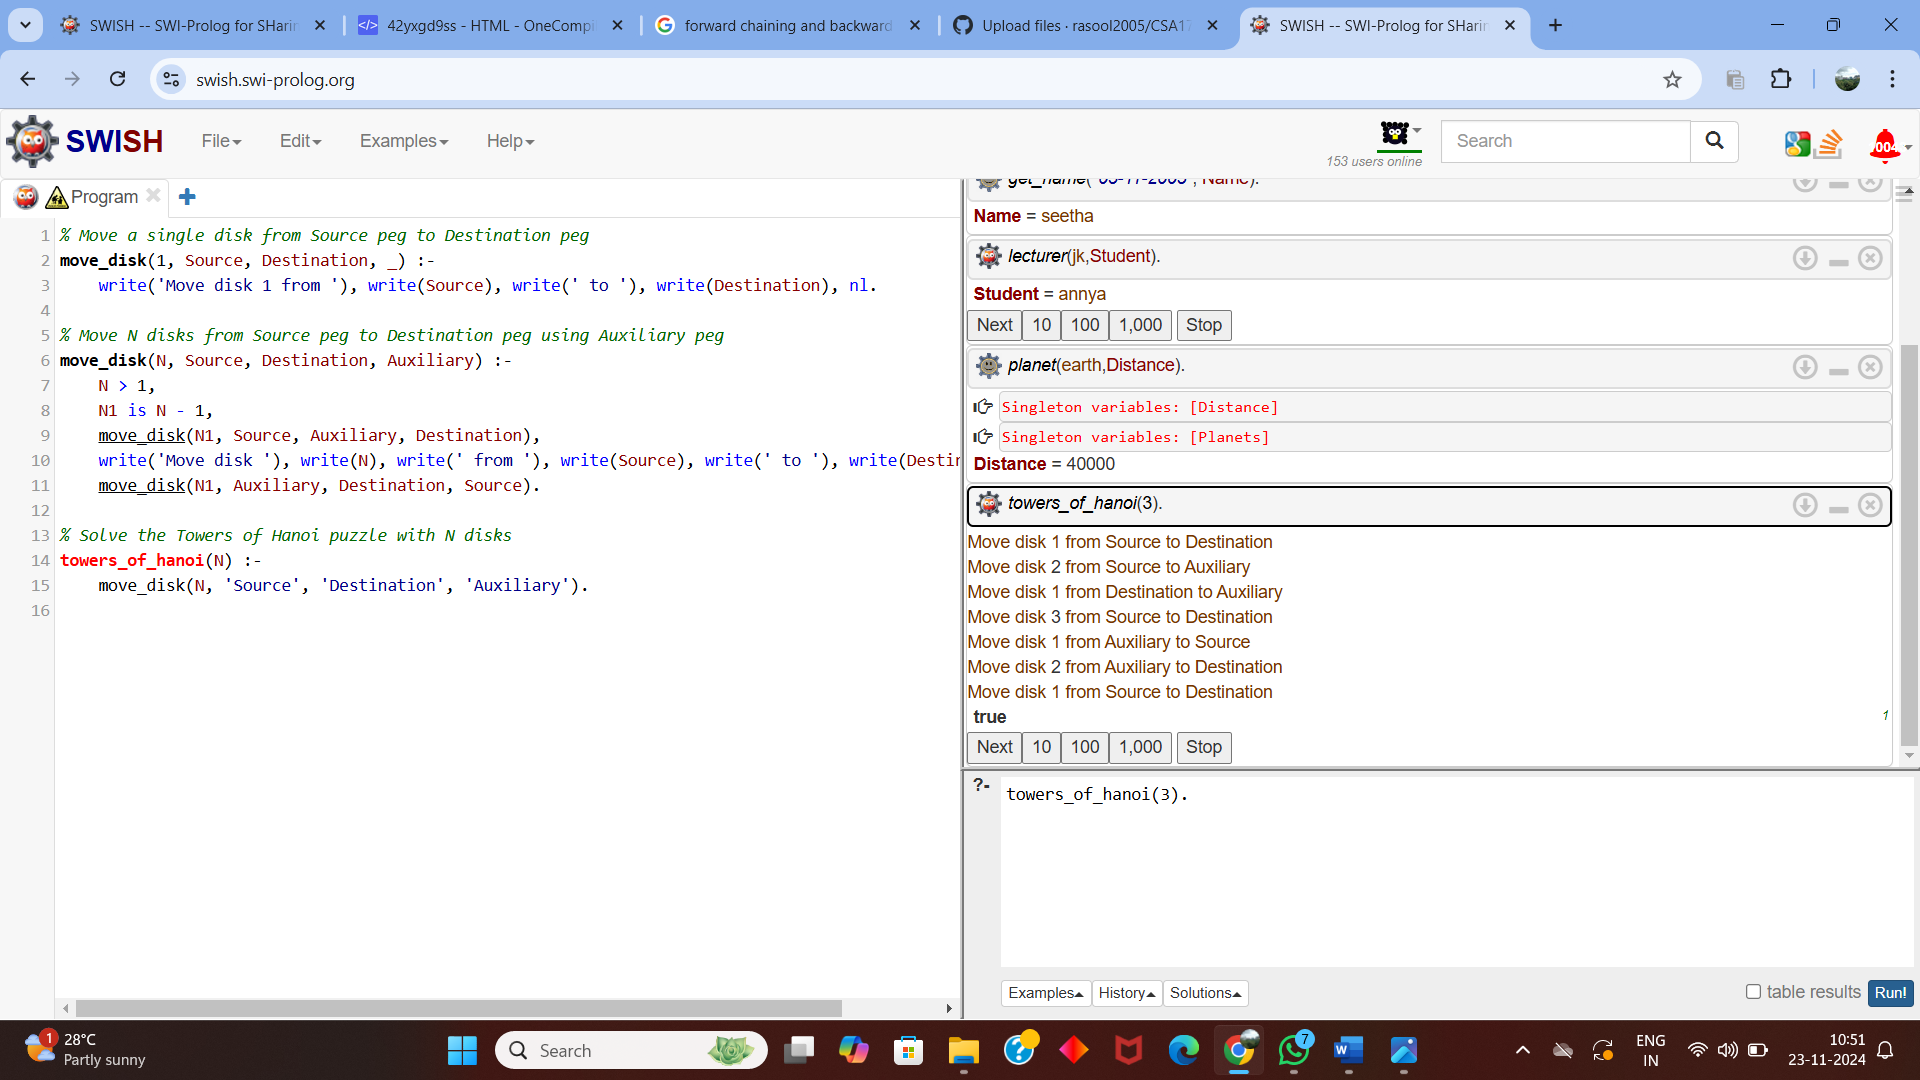 SWISH -- SWI-Prolog for SHarin
42yxgd9ss - HTML - OneCompi
forward chaining and backward
Upload files · rasool2005/CSA17
SWISH -- SWI-Prolog for SHarin
swish.swi-prolog.org
SWISH
File
Edit
Examples
Help
153 users online
Search
Program
1 % Move a single disk from Source peg to Destination peg
2 move_disk(1, Source, Destination, _) :-
3 write('Move disk 1 from '), write(Source), write(' to '), write(Destination), nl.
4
5 % Move N disks from Source peg to Destination peg using Auxiliary peg
6 move_disk(N, Source, Destination, Auxiliary) :-
7 N > 1,
8 N1 is N - 1,
9 move_disk(N1, Source, Auxiliary, Destination),
10 write('Move disk '), write(N), write(' from '), write(Source), write(' to '), write(Destin
11 move_disk(N1, Auxiliary, Destination, Source).
12
13 % Solve the Towers of Hanoi puzzle with N disks
14 towers_of_hanoi(N) :-
15 move_disk(N, 'Source', 'Destination', 'Auxiliary').
16
get_name("05-11-2005", Name).
Name = seetha
lecturer(jk,Student).
Student = annya
Next 10 100 1,000 Stop
planet(earth,Distance).
Singleton variables: [Distance]
Singleton variables: [Planets]
Distance = 40000
towers_of_hanoi(3).
Move disk 1 from Source to Destination
Move disk 2 from Source to Auxiliary
Move disk 1 from Destination to Auxiliary
Move disk 3 from Source to Destination
Move disk 1 from Auxiliary to Source
Move disk 2 from Auxiliary to Destination
Move disk 1 from Source to Destination
true
1
Next 10 100 1,000 Stop
?-
towers_of_hanoi(3).
Examples History Solutions
table results Run!
1
28°C
Partly sunny
Search
7
ENG
IN
10:51
23-11-2024